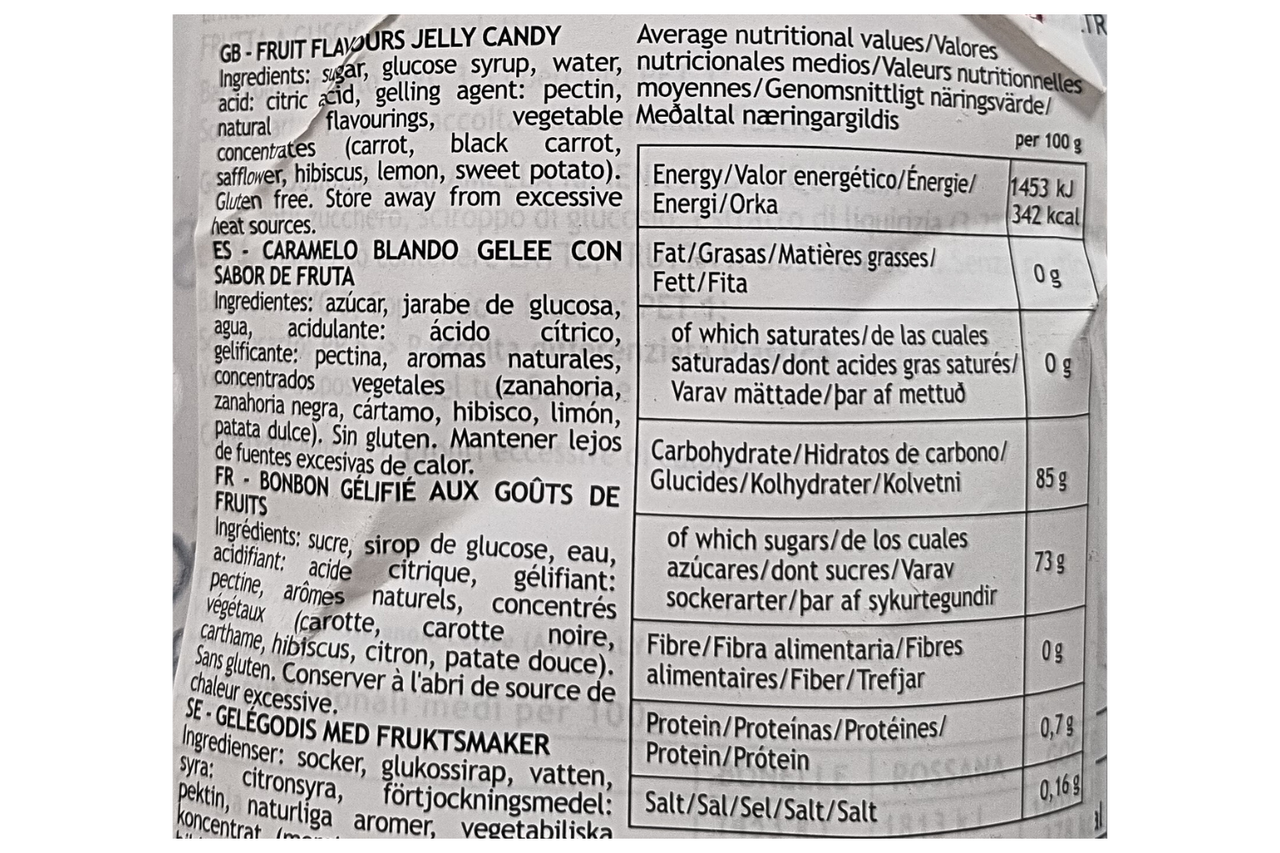 GB - FRUIT FLAVOURS JELLY CANDY
Ingredients: sugar, glucose syrup, water,
acid: citric acid, gelling agent: pectin,
natural flavourings, vegetable
concentrates (carrot, black carrot,
safflower, hibiscus, lemon, sweet potato).
Gluten free. Store away from excessive
heat sources.
ES - CARAMELO BLANDO GELEE CON
SABOR DE FRUTA
Ingredientes: azúcar, jarabe de glucosa,
agua, acidulante: ácido cítrico,
gelificante: pectina, aromas naturales,
concentrados vegetales (zanahoria,
zanahoria negra, cártamo, hibisco, limón,
patata dulce). Sin gluten. Mantener lejos
de fuentes excesivas de calor.
FR - BONBON GÉLIFIÉ AUX GOÛTS DE
FRUITS
Ingrédients: sucre, sirop de glucose, eau,
acidifiant: acide citrique, gélifiant:
pectine, arômes naturels, concentrés
végétaux (carotte, carotte noire,
carthame, hibiscus, citron, patate douce).
Sans gluten. Conserver à l'abri de source de
chaleur excessive.
SE - GELÉGODIS MED FRUKTSMAKER
Ingredienser: socker, glukossirap, vatten,
syra: citronsyra, förtjockningsmedel:
pektin, naturliga aromer, vegetabiliska
koncentrat
Average nutritional values/Valores
nutricionales medios/Valeurs nutritionnelles
moyennes/Genomsnittligt näringsvärde/
Meðaltal næringargildis
per 100 g
Energy/Valor energético/Énergie/ 1453 kJ
Energi/Orka 342 kcal
Fat/Grasas/Matières grasses/
Fett/Fita 0 g
of which saturates/de las cuales
saturadas/dont acides gras saturés/ 0 g
Varav mättade/þar af mettuð
Carbohydrate/Hidratos de carbono/
Glucides/Kolhydrater/Kolvetni 85 g
of which sugars/de los cuales
azúcares/dont sucres/Varav 73 g
sockerarter/þar af sykurtegundir
Fibre/Fibra alimentaria/Fibres 0 g
alimentaires/Fiber/Trefjar
Protein/Proteínas/Protéines/ 0,7 g
Protein/Prótein
Salt/Sal/Sel/Salt/Salt 0,16 g